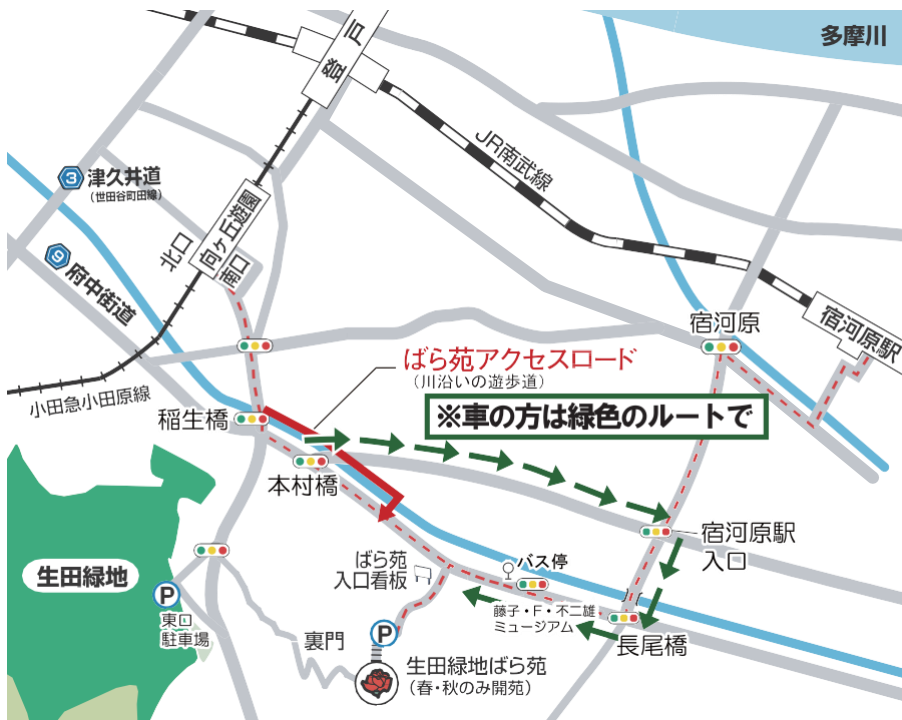 多摩川
登戸
JR南武線
3
津久井道
(世田谷町田線)
9
府中街道
北口
向ヶ丘遊園
南口
宿河原
宿河原駅
小田急小田原線
ばら苑アクセスロード
(川沿いの遊歩道)
※車の方は緑色のルートで
稲生橋
本村橋
宿河原駅
入口
生田緑地
P
東口
駐車場
ばら苑
入口看板
バス停
藤子・F・不二雄
ミュージアム
長尾橋
裏門
P
生田緑地ばら苑
(春・秋のみ開苑)